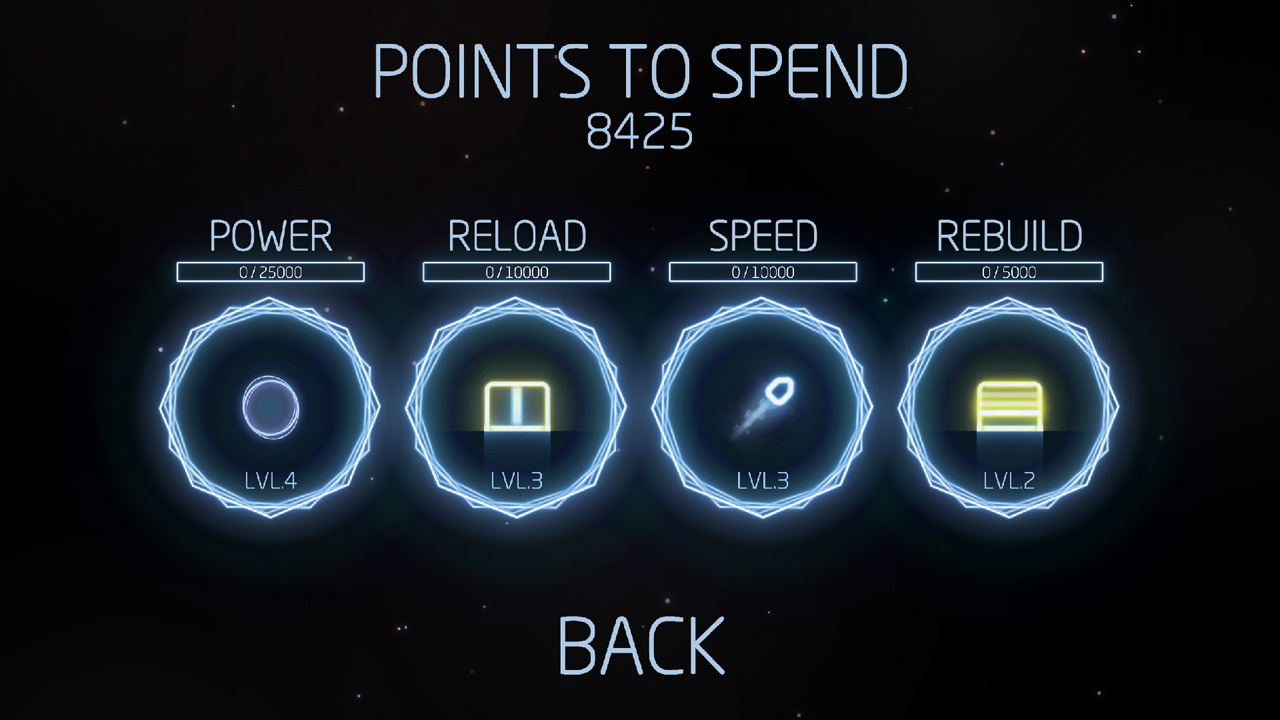 POINTS TO SPEND
8425
POWER RELOAD SPEED REBUILD
0/25000 0/10000 0/10000 0/5000
LVL.4 LVL.3 LVL.3 LVL.2
BACK